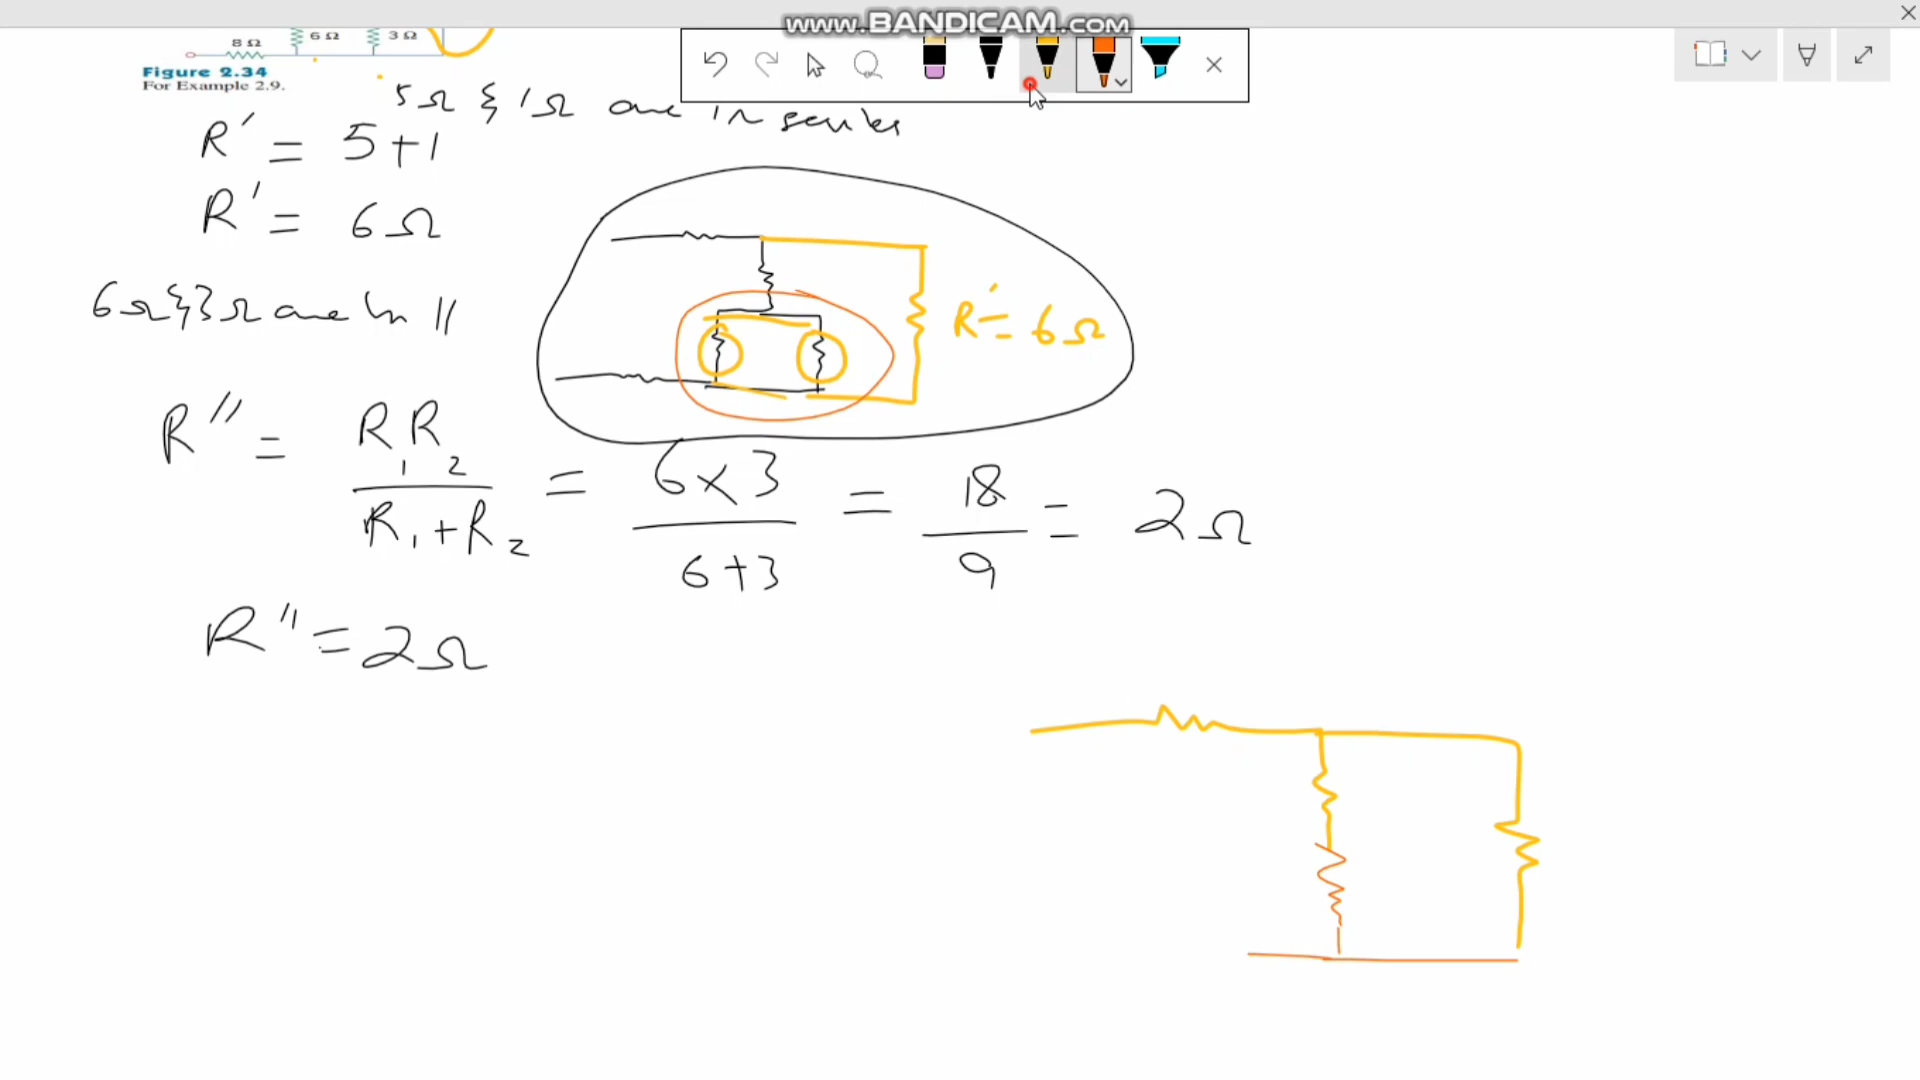 www.BANDICAM.com
8 Ω 6 Ω 3 Ω
Figure 2.34
For Example 2.9.
5Ω & 1Ω are in series
R' = 5+1
R' = 6Ω
R' = 6Ω
6Ω & 3Ω are in //
R'' = R1R2 / R1+R2 = 6×3 / 6+3 = 18 / 9 = 2Ω
R'' = 2Ω